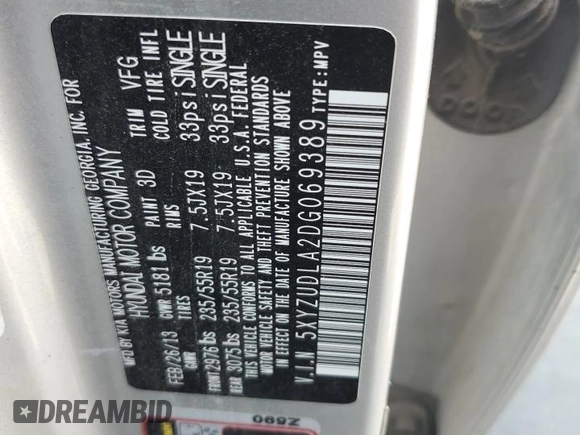 MFD BY KIA MOTORS MANUFACTURING GEORGIA, INC. FOR
HYUNDAI MOTOR COMPANY
FEB/26/13 GVWR 5181 lbs PAINT 3D TRIM VFG
GWR TIRES RIMS COLD TIRE INFL
FRONT 2976 lbs 235/55R19 7.5JX19 33psi SINGLE
REAR 3075 lbs 235/55R19 7.5JX19 33psi SINGLE
THIS VEHICLE CONFORMS TO ALL APPLICABLE U.S.A. FEDERAL
MOTOR VEHICLE SAFETY AND THEFT PREVENTION STANDARDS
IN EFFECT ON THE DATE OF MANUFACTURE SHOWN ABOVE
V.I.N 5XYZUDLA2DG069389 TYPE:MPV
Z590
DREAMBID